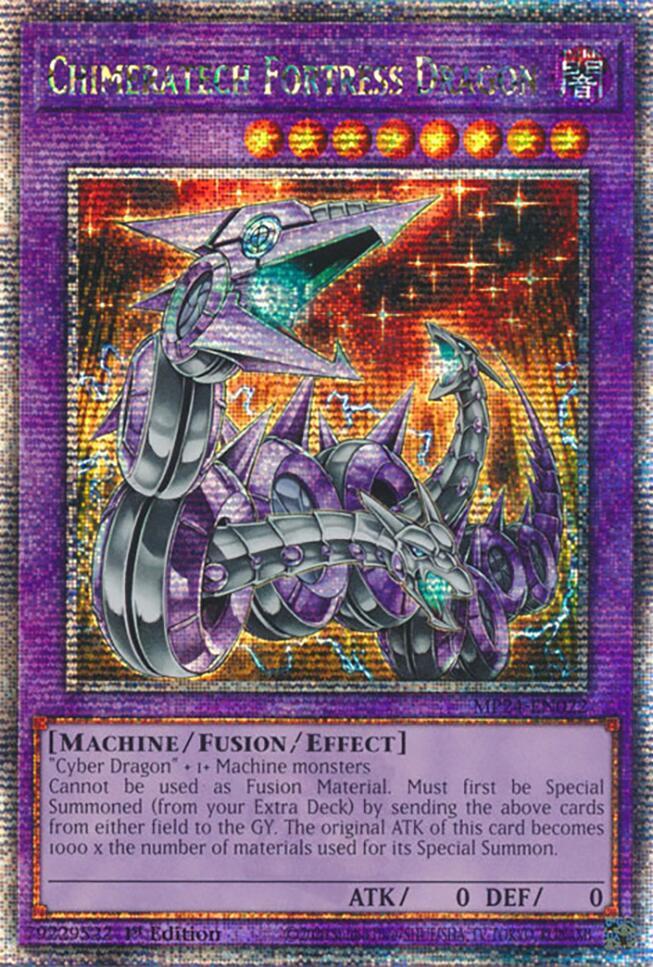 CHIMERATECH FORTRESS DRAGON
闇
MP24-EN022
[MACHINE/FUSION/EFFECT]
"Cyber Dragon" + 1+ Machine monsters
Cannot be used as Fusion Material. Must first be Special
Summoned (from your Extra Deck) by sending the above cards
from either field to the GY. The original ATK of this card becomes
1000 x the number of materials used for its Special Summon.
ATK/ 0 DEF/ 0
79229522 1st Edition